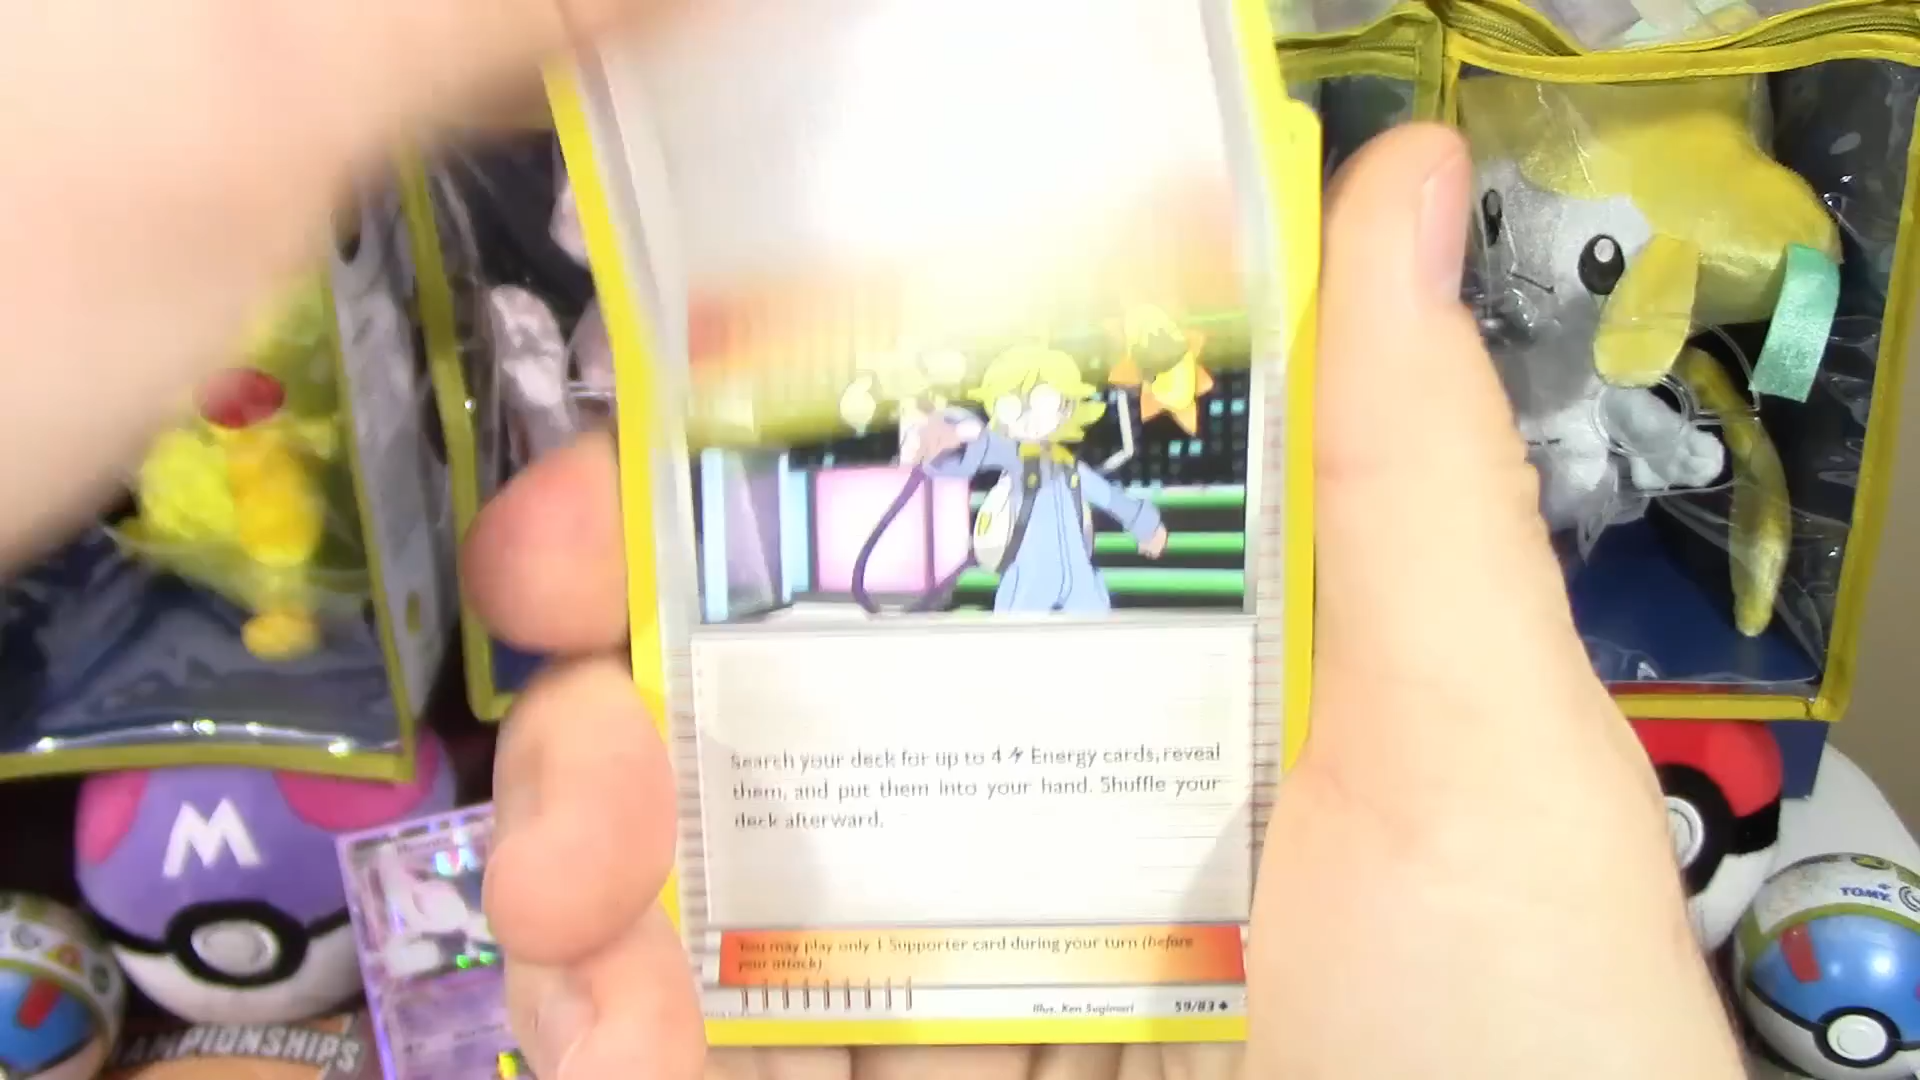 Search your deck for up to 4 Energy cards, reveal
them, and put them into your hand. Shuffle your
deck afterward.
You may play only 1 Supporter card during your turn (before
your attack)
Illus. Ken Sugimori 59/83
M
TOMY
AMPIONSHIPS